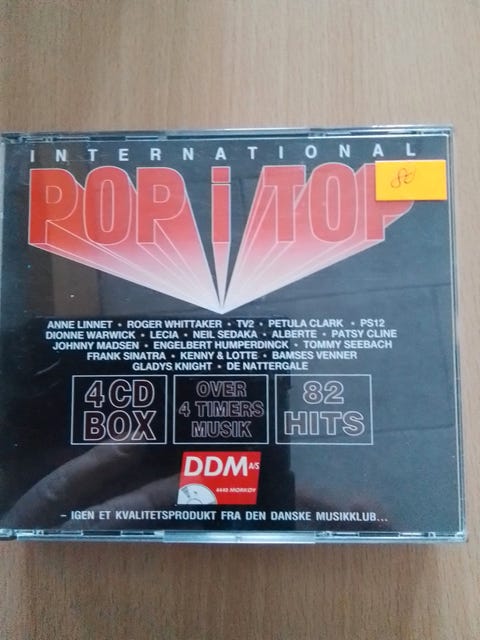 INTERNATIONAL
POP i TOP
ANNE LINNET • ROGER WHITTAKER • TV2 • PETULA CLARK • PS12
DIONNE WARWICK • LECIA • NEIL SEDAKA • ALBERTE • PATSY CLINE
JOHNNY MADSEN • ENGELBERT HUMPERDINCK • TOMMY SEEBACH
FRANK SINATRA • KENNY & LOTTE • BAMSES VENNER
GLADYS KNIGHT • DE NATTERGALE
4 CD
BOX
OVER
4 TIMERS
MUSIK
82
HITS
DDM A/S
4440 MØRKØV
– IGEN ET KVALITETSPRODUKT FRA DEN DANSKE MUSIKKLUB...